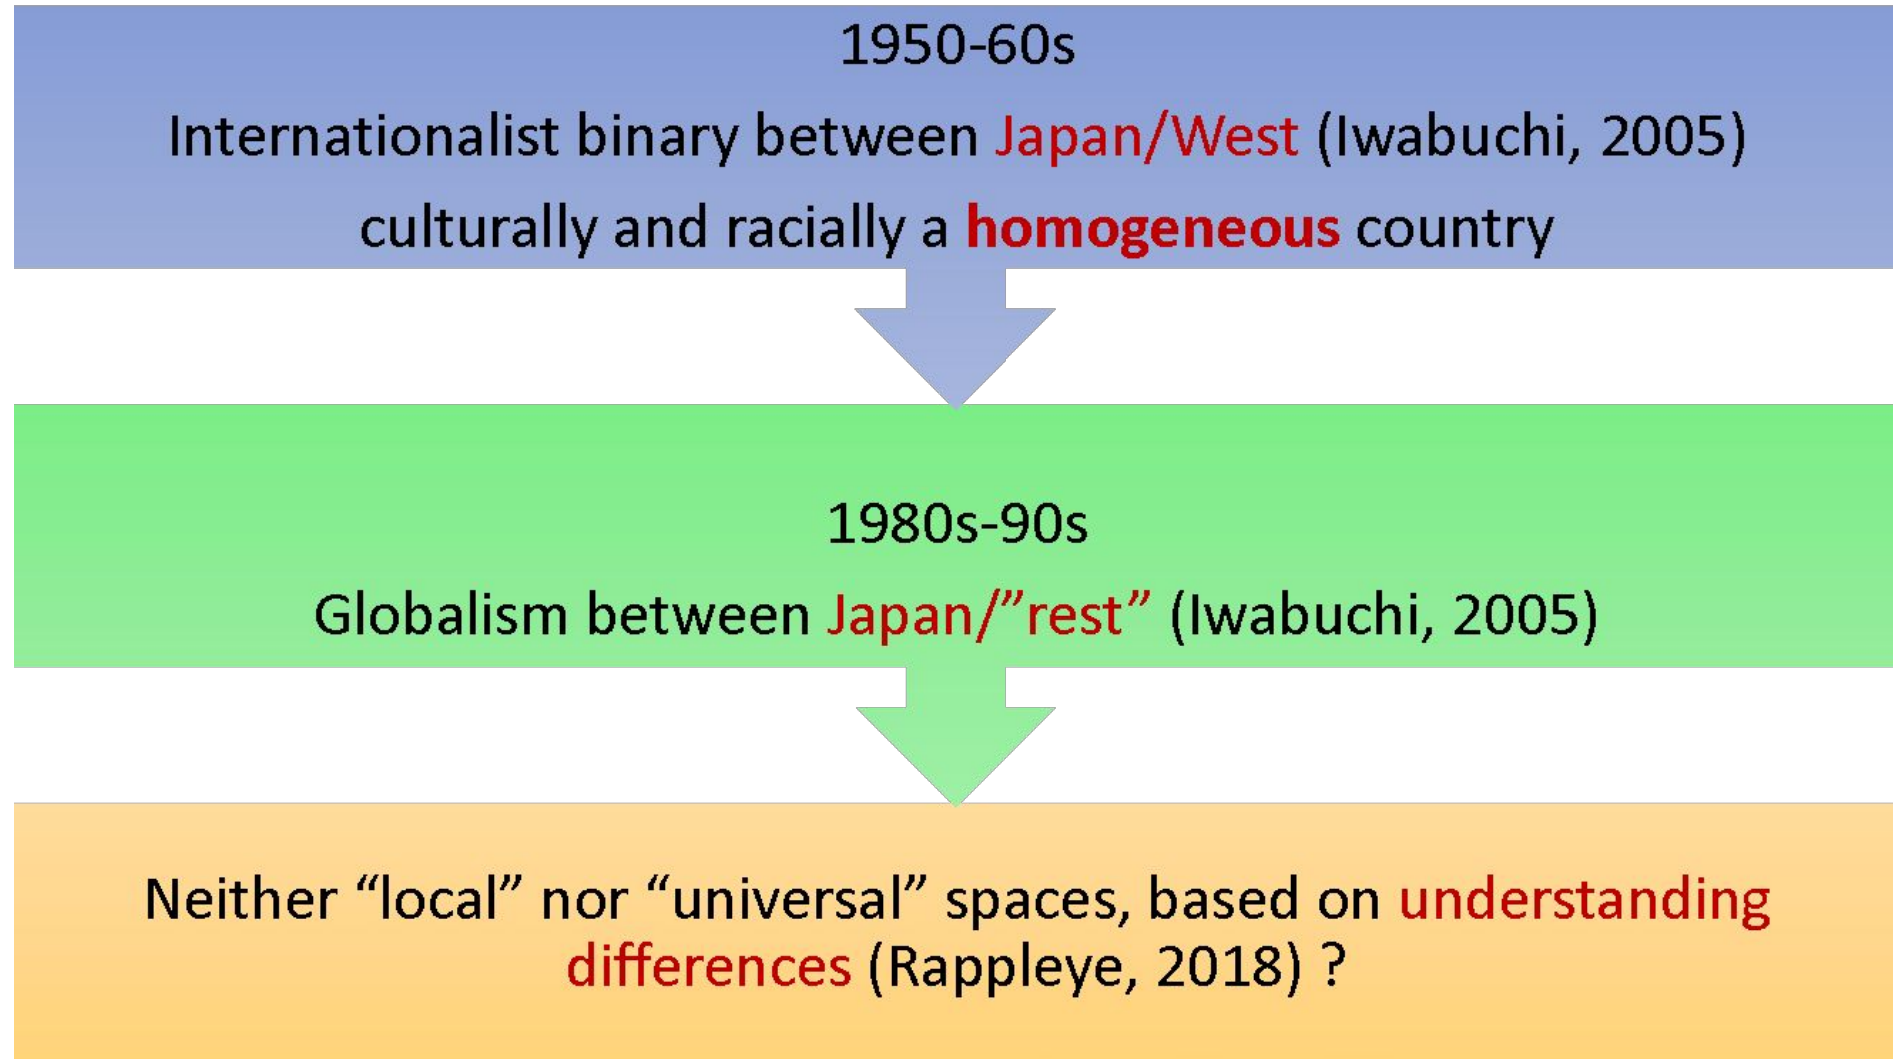 1950-60s
Internationalist binary between Japan/West (Iwabuchi, 2005)
culturally and racially a homogeneous country
1980s-90s
Globalism between Japan/”rest” (Iwabuchi, 2005)
Neither “local” nor “universal” spaces, based on understanding
differences (Rappleye, 2018) ?